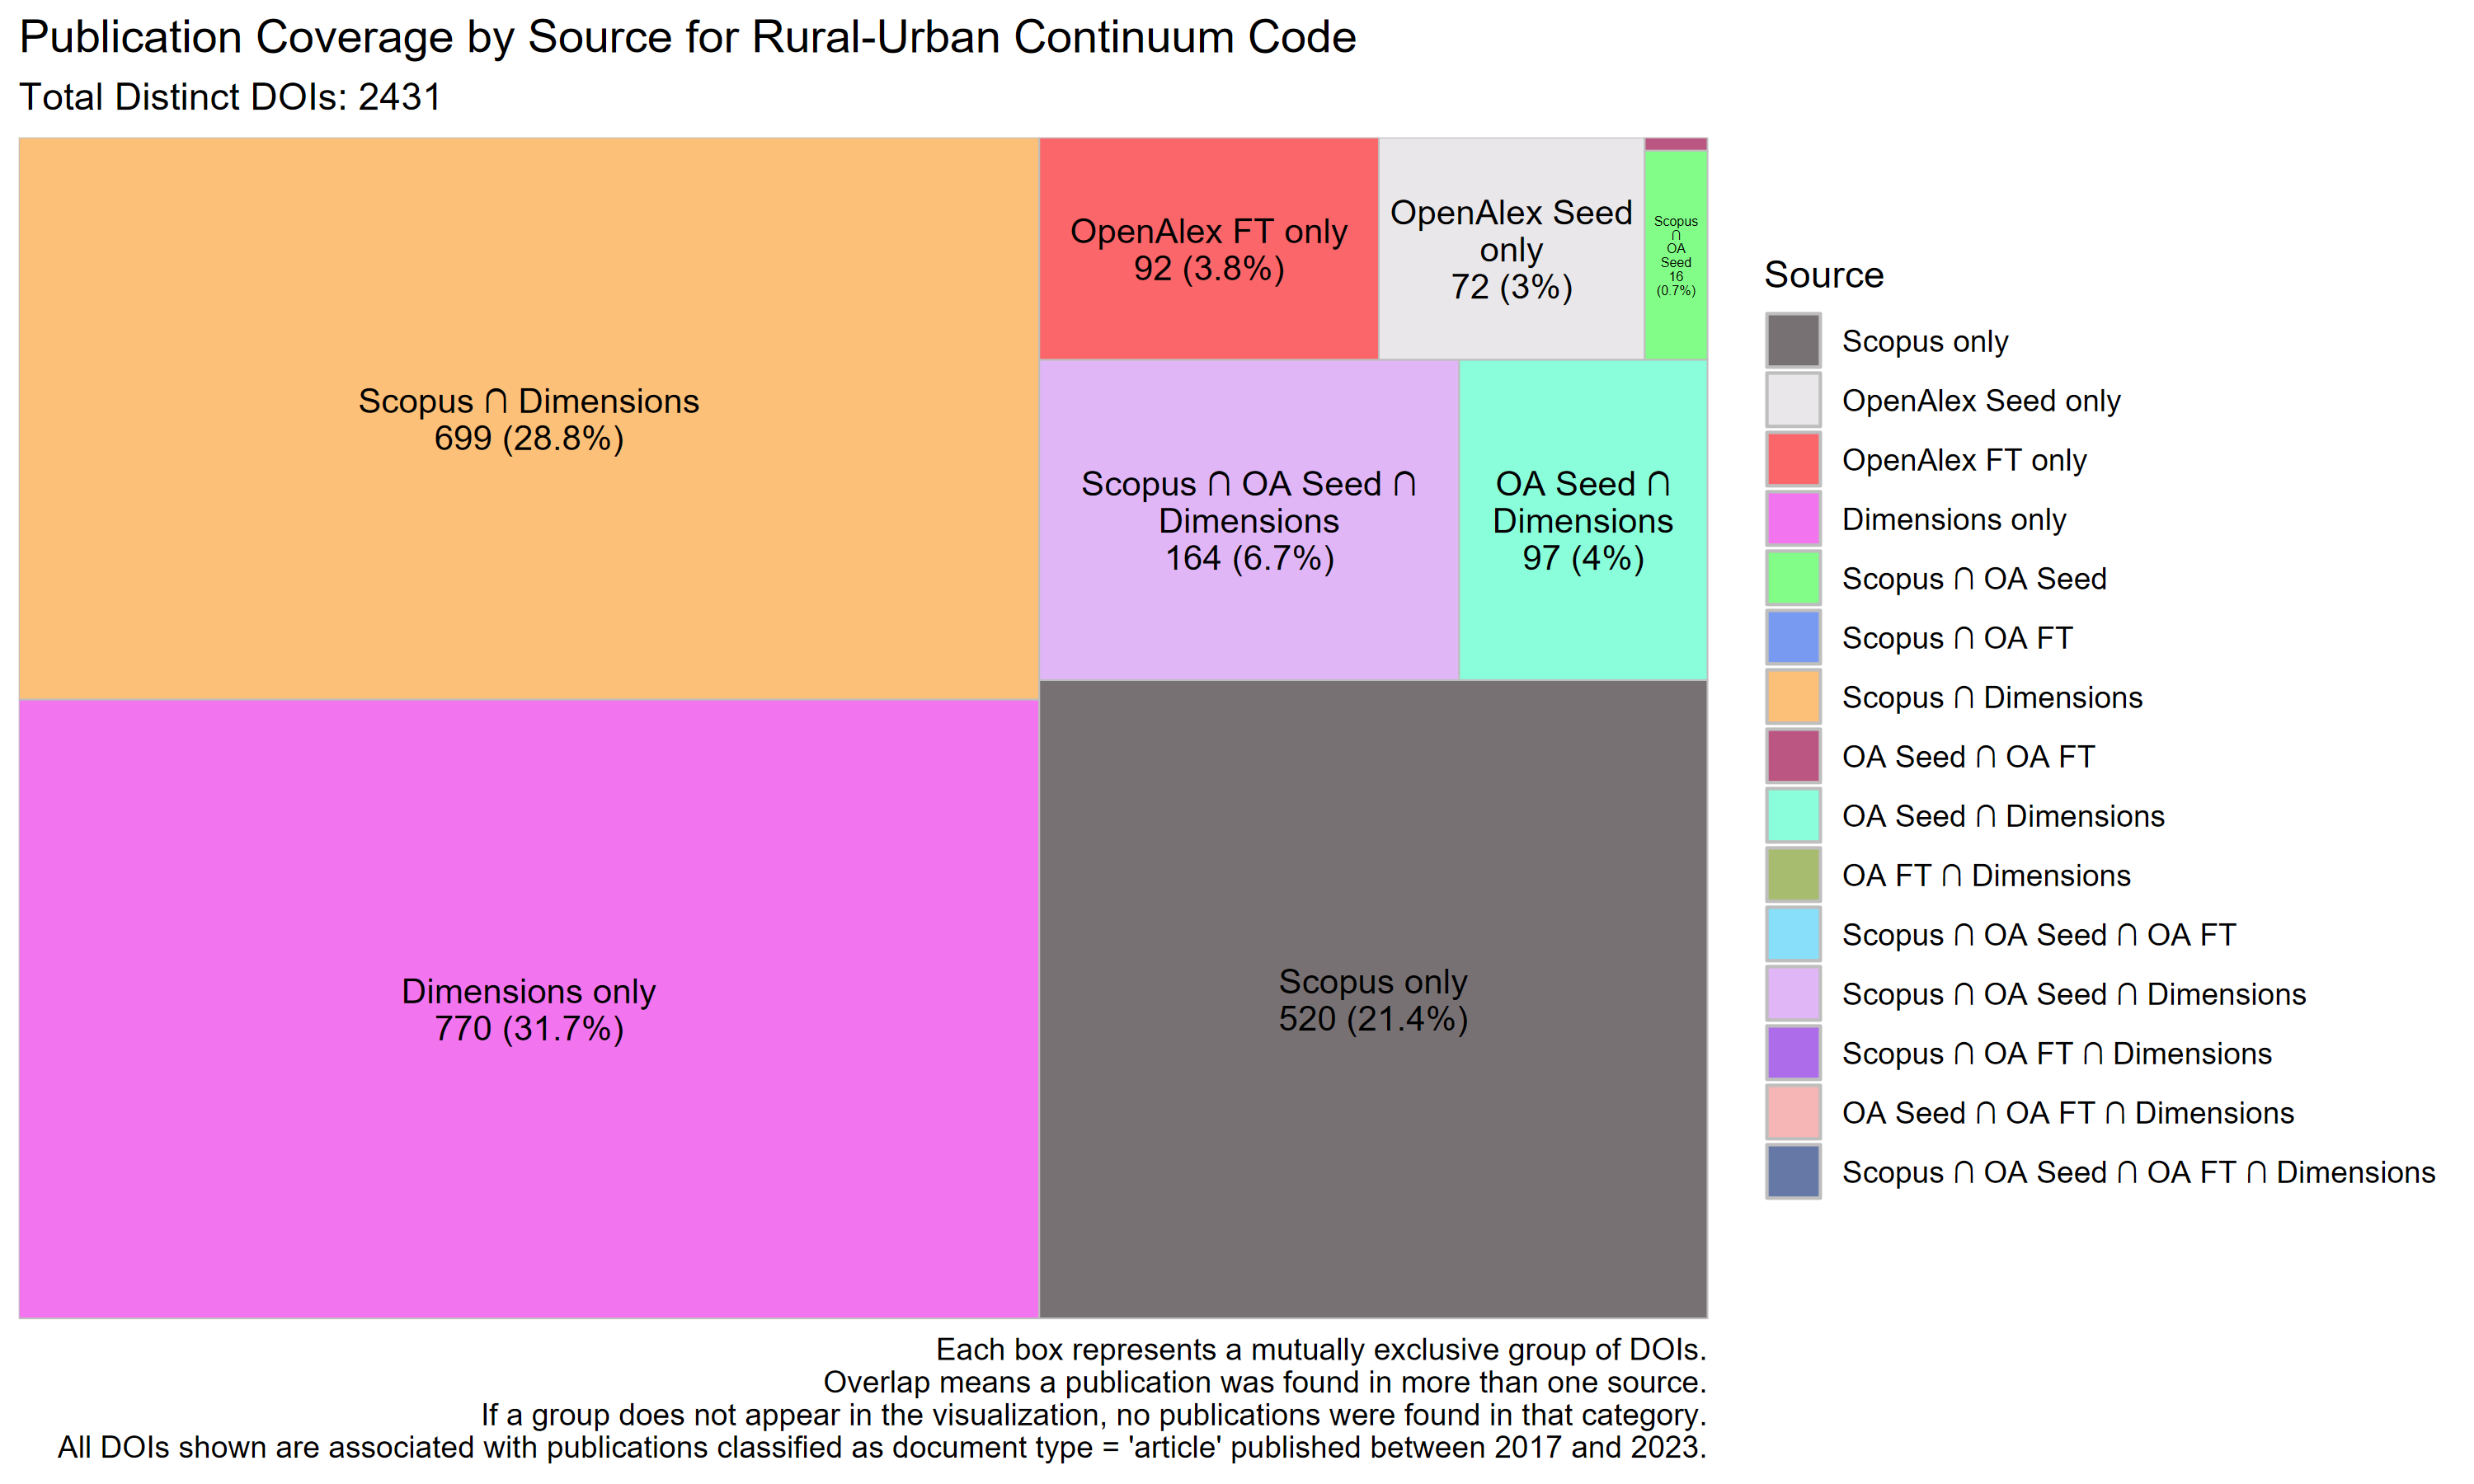 Publication Coverage by Source for Rural-Urban Continuum Code
Total Distinct DOIs: 2431
Scopus ∩ Dimensions
699 (28.8%)
OpenAlex FT only
92 (3.8%)
OpenAlex Seed
only
72 (3%)
Scopus
∩
OA
Seed
16
(0.7%)
Scopus ∩ OA Seed ∩
Dimensions
164 (6.7%)
OA Seed ∩
Dimensions
97 (4%)
Dimensions only
770 (31.7%)
Scopus only
520 (21.4%)
Source
Scopus only
OpenAlex Seed only
OpenAlex FT only
Dimensions only
Scopus ∩ OA Seed
Scopus ∩ OA FT
Scopus ∩ Dimensions
OA Seed ∩ OA FT
OA Seed ∩ Dimensions
OA FT ∩ Dimensions
Scopus ∩ OA Seed ∩ OA FT
Scopus ∩ OA Seed ∩ Dimensions
Scopus ∩ OA FT ∩ Dimensions
OA Seed ∩ OA FT ∩ Dimensions
Scopus ∩ OA Seed ∩ OA FT ∩ Dimensions
Each box represents a mutually exclusive group of DOIs.
Overlap means a publication was found in more than one source.
If a group does not appear in the visualization, no publications were found in that category.
All DOIs shown are associated with publications classified as document type = 'article' published between 2017 and 2023.